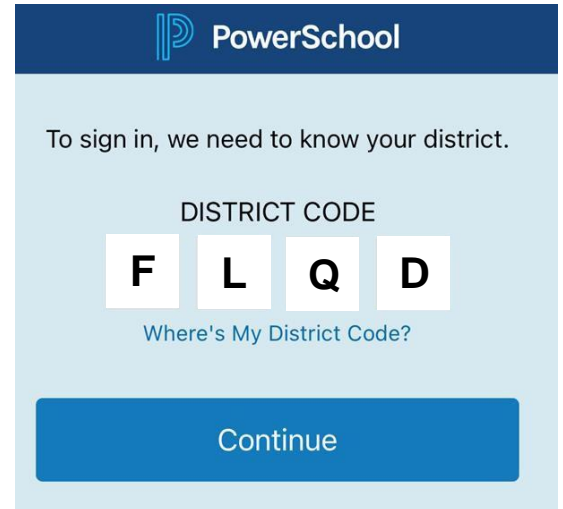 PowerSchool
To sign in, we need to know your district.
DISTRICT CODE
F L Q D
Where's My District Code?
Continue